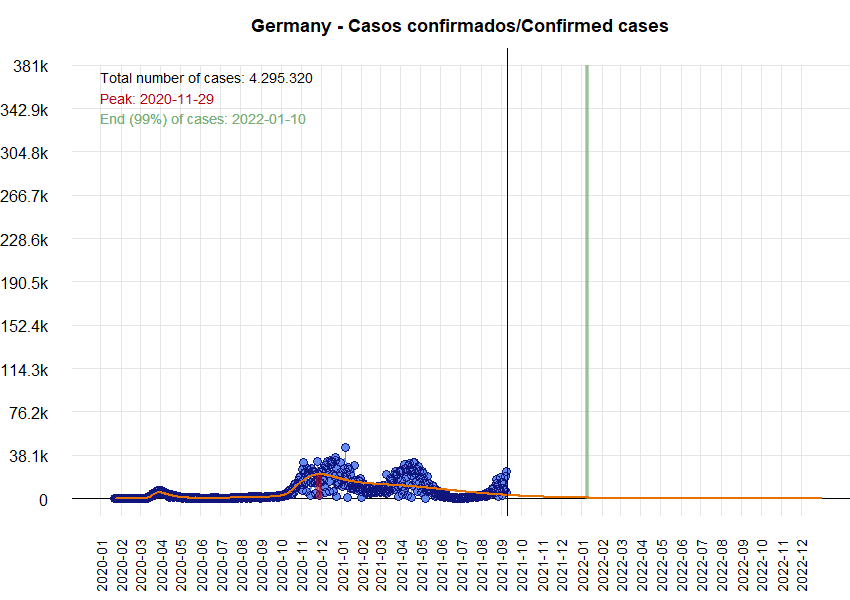 Germany - Casos confirmados/Confirmed cases
381k
342.9k
304.8k
266.7k
228.6k
190.5k
152.4k
114.3k
76.2k
38.1k
0
Total number of cases: 4.295.320
Peak: 2020-11-29
End (99%) of cases: 2022-01-10
2020-01
2020-02
2020-03
2020-04
2020-05
2020-06
2020-07
2020-08
2020-09
2020-10
2020-11
2020-12
2021-01
2021-02
2021-03
2021-04
2021-05
2021-06
2021-07
2021-08
2021-09
2021-10
2021-11
2021-12
2022-01
2022-02
2022-03
2022-04
2022-05
2022-06
2022-07
2022-08
2022-09
2022-10
2022-11
2022-12